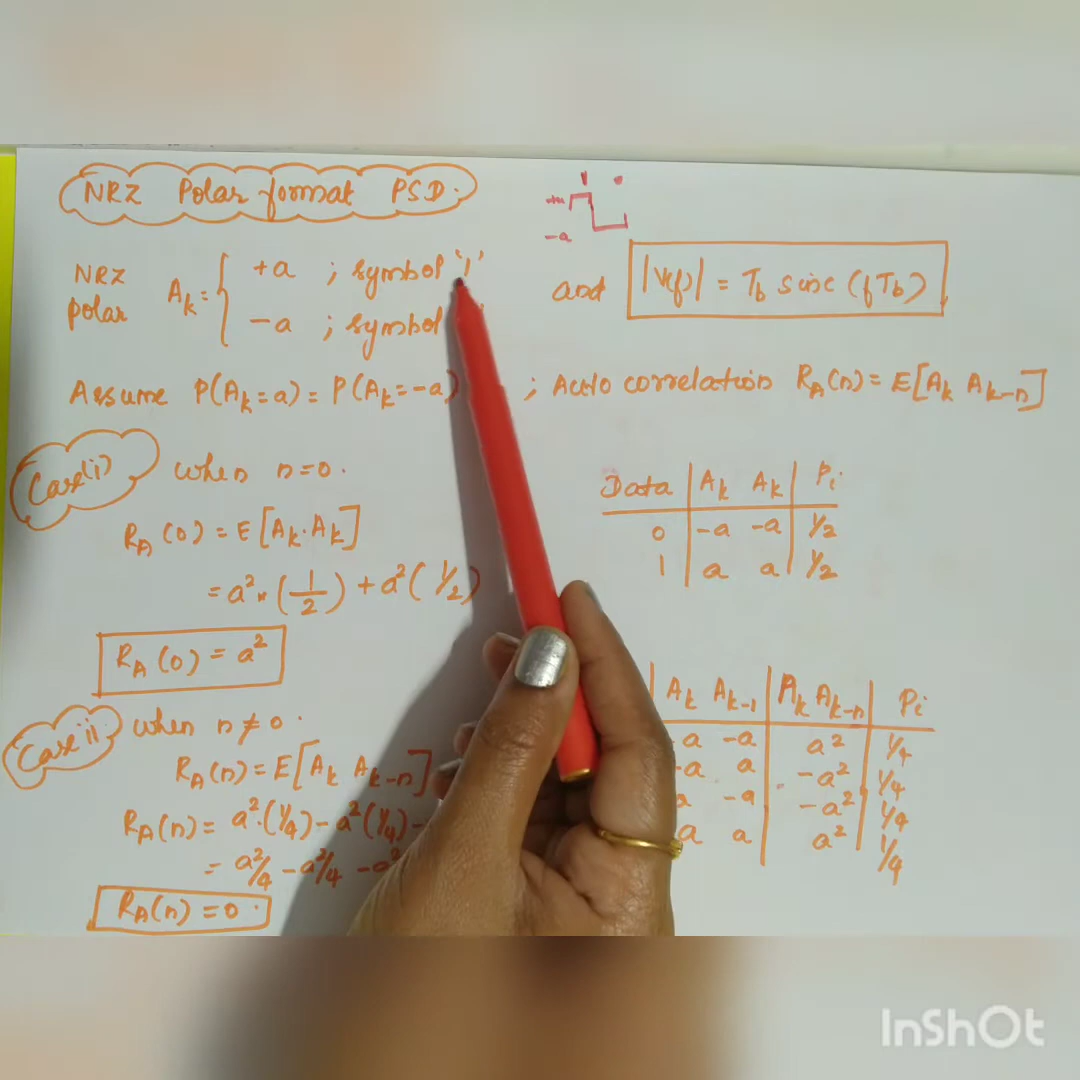 NRZ Polar format PSD.
1 0
+a
-a
NRZ polar A_k = { +a ; symbol '1'
-a ; symbol
and |V(f)| = T_b sinc (f T_b)
Assume P(A_k = a) = P(A_k = -a) ; Auto correlation R_A(n) = E[A_k A_k-n]
Case(i) when n=0.
R_A(0) = E[A_k . A_k]
= a² × (1/2) + a² (1/2)
R_A(0) = a²
Data | A_k A_k | P_i
0 | -a -a | 1/2
1 | a a | 1/2
Case ii) when n ≠ 0.
R_A(n) = E[A_k A_k-n]
R_A(n) = a².(1/4) - a²(1/4) -
= a²/4 - a²/4 - a²
R_A(n) = 0.
A_k A_k-1 | A_k A_k-n | P_i
a -a | a² | 1/4
-a a | -a² | 1/4
a -a | -a² | 1/4
a a | a² | 1/4
InShOt